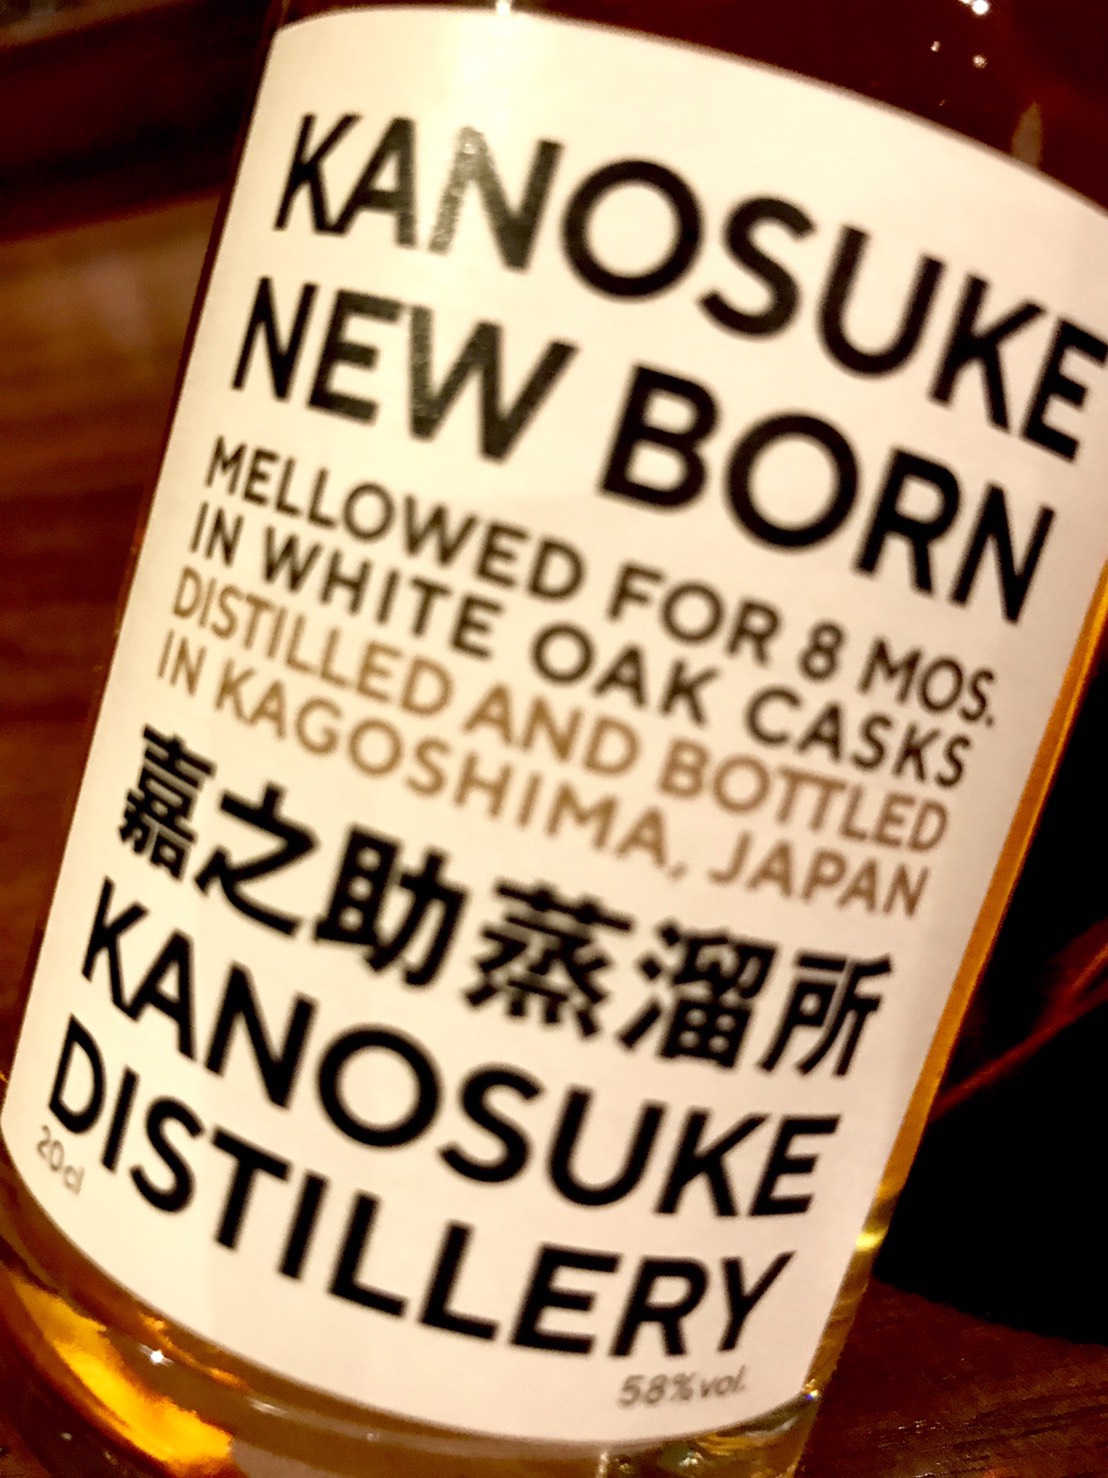 KANOSUKE
NEW BORN
MELLOWED FOR 8 MOS.
IN WHITE OAK CASKS
DISTILLED AND BOTTLED
IN KAGOSHIMA, JAPAN
嘉之助蒸溜所
KANOSUKE
DISTILLERY
20cl
58%vol.